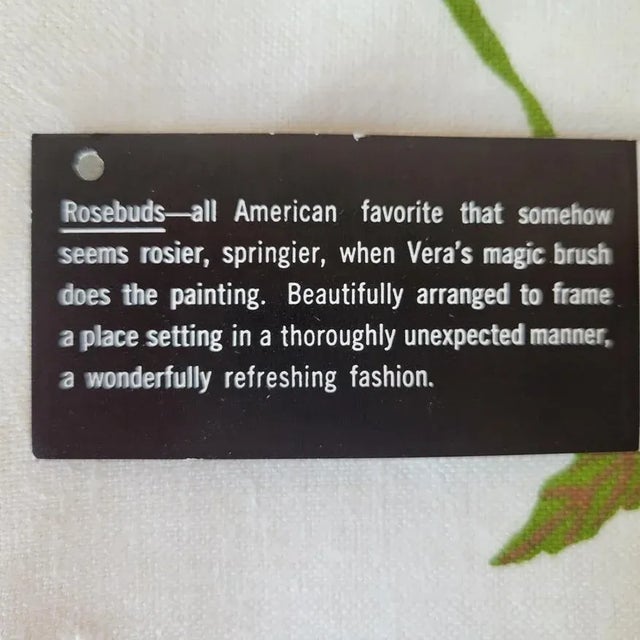 Rosebuds—all American favorite that somehow
seems rosier, springier, when Vera's magic brush
does the painting. Beautifully arranged to frame
a place setting in a thoroughly unexpected manner,
a wonderfully refreshing fashion.